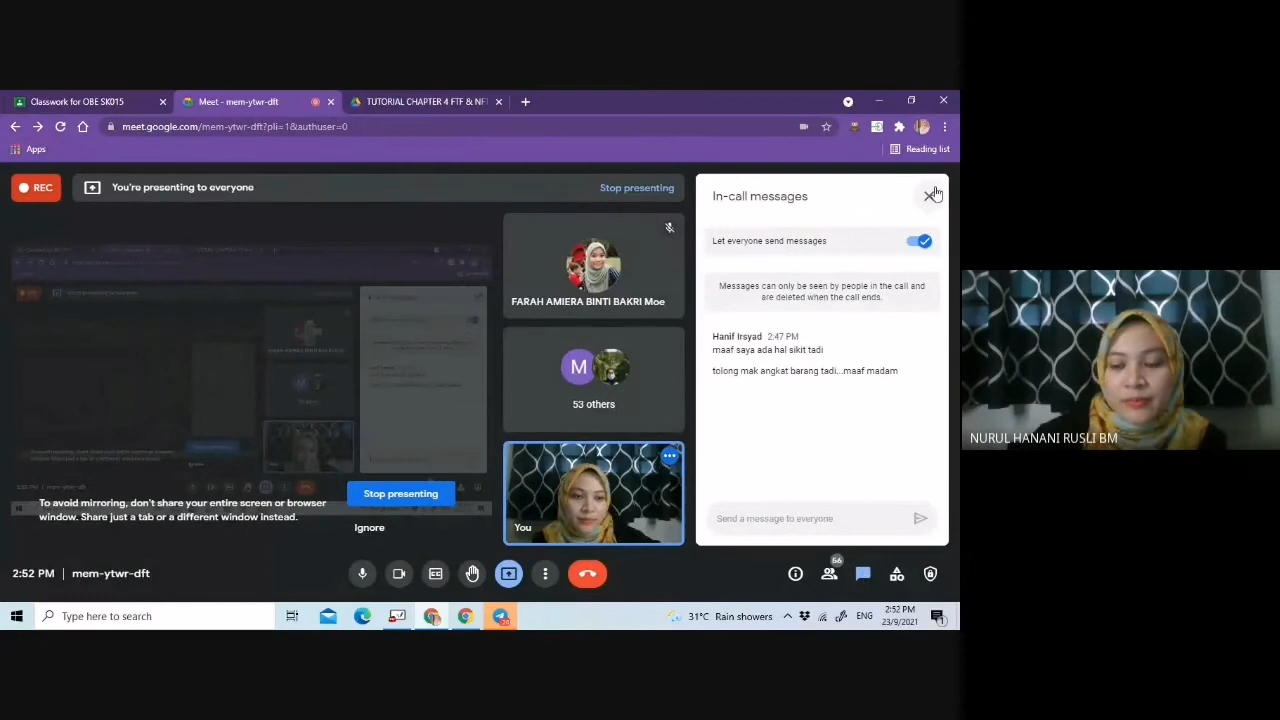 Classwork for OBE SK015
Meet - mem-ytwr-dft
TUTORIAL CHAPTER 4 FTF & NF
meet.google.com/mem-ytwr-dft?pli=1&authuser=0
Apps
Reading list
REC
You're presenting to everyone
Stop presenting
FARAH AMIERA BINTI BAKRI Moe
M
53 others
You
To avoid mirroring, don't share your entire screen or browser
window. Share just a tab or a different window instead.
Stop presenting
Ignore
In-call messages
Let everyone send messages
Messages can only be seen by people in the call and
are deleted when the call ends.
Hanif Irsyad 2:47 PM
maaf saya ada hal sikit tadi
tolong mak angkat barang tadi...maaf madam
Send a message to everyone
NURUL HANANI RUSLI BM
2:52 PM | mem-ytwr-dft
56
Type here to search
31°C Rain showers
ENG
2:52 PM
23/9/2021